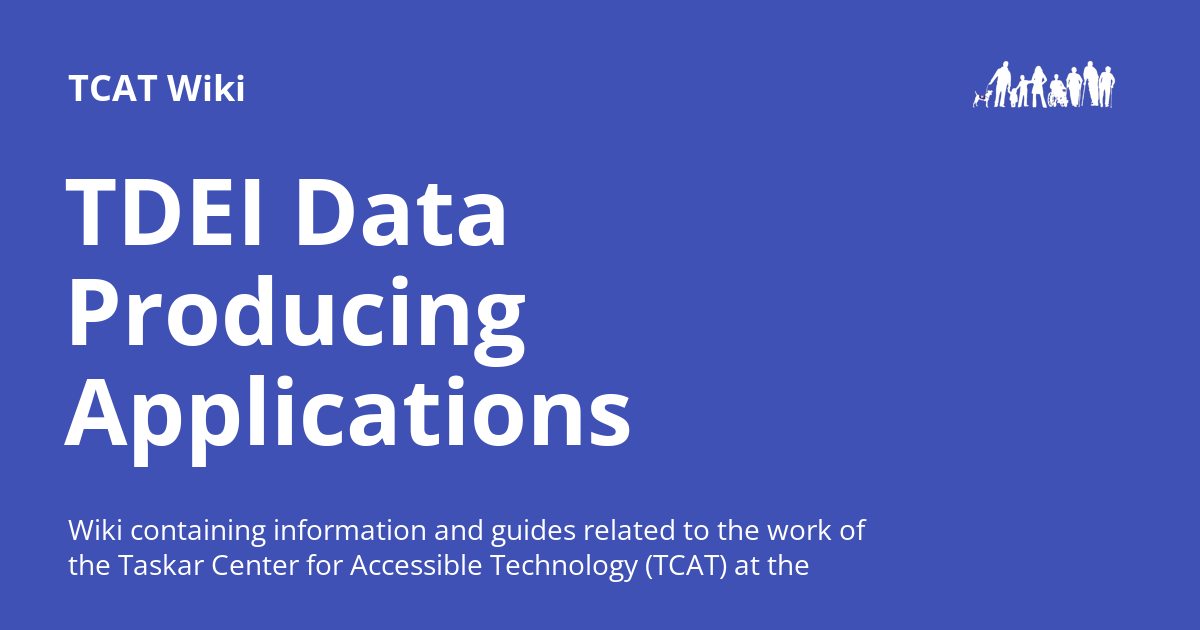 TCAT Wiki
TDEI Data
Producing
Applications
Wiki containing information and guides related to the work of
the Taskar Center for Accessible Technology (TCAT) at the